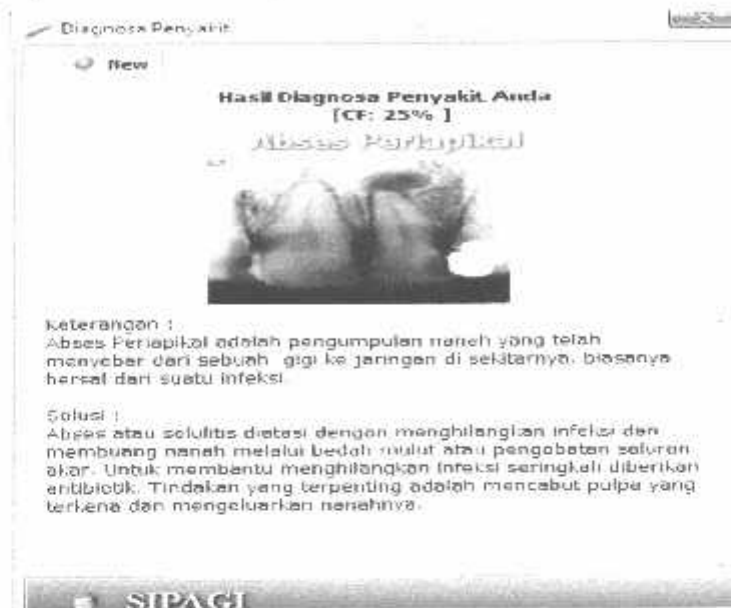 Diagnosa Penyakit
New
Hasil Diagnosa Penyakit Anda
[CF: 25% ]
Abses Periapikal
Keterangan :
Abses Periapikal adalah pengumpulan nanah yang telah
menyebar dari sebuah gigi ke jaringan di sekitarnya, biasanya
berasal dari suatu infeksi.
Solusi :
Abses atau selulitis diatasi dengan menghilangkan infeksi dan
membuang nanah melalui bedah mulut atau pengobatan saluran
akar. Untuk membantu menghilangkan infeksi seringkali diberikan
antibiotik. Tindakan yang terpenting adalah mencabut pulpa yang
terkena dan mengeluarkan nanahnya.
SIPAGI